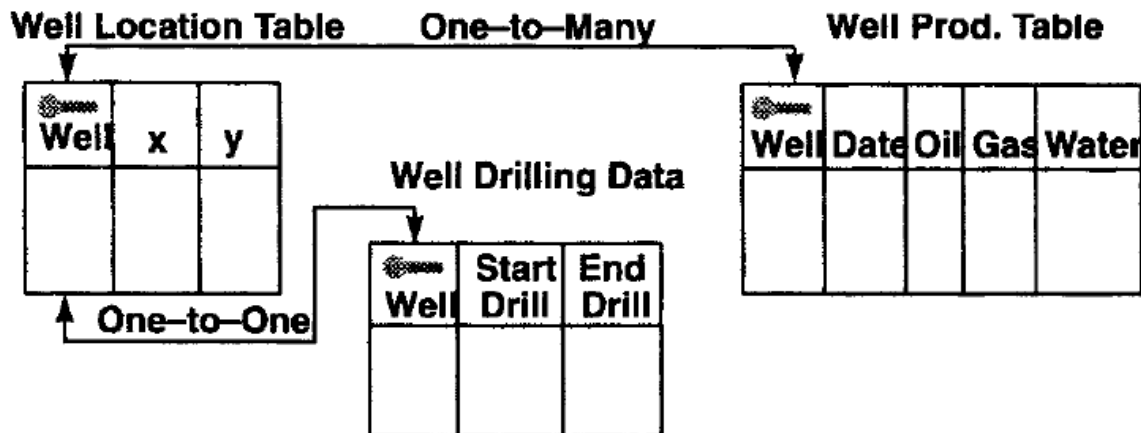 Well Location Table
One–to–Many
Well Prod. Table
Well x y
Well Date Oil Gas Water
Well Drilling Data
Well Start Drill End Drill
One–to–One